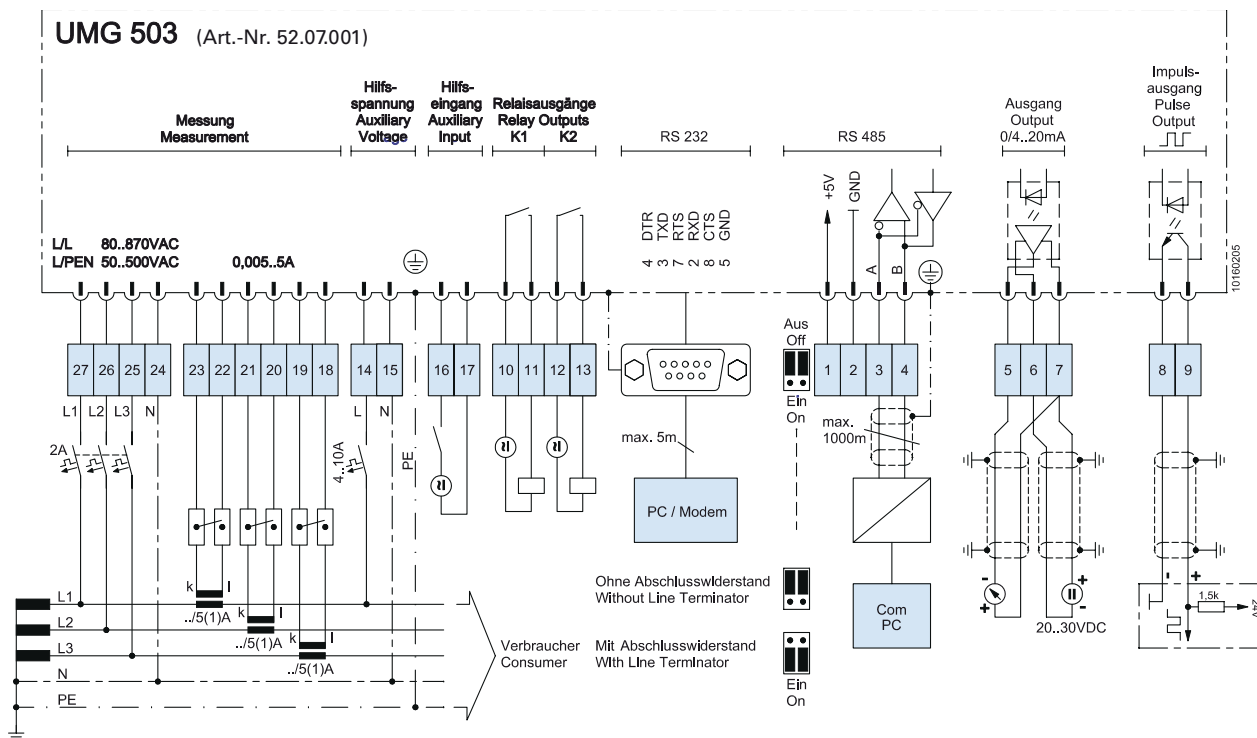 UMG 503 (Art.-Nr. 52.07.001)
Messung
Measurement
Hilfs-
spannung
Auxiliary
Voltage
Hilfs-
eingang
Auxiliary
Input
Relaisausgänge
Relay Outputs
K1 K2
RS 232
RS 485
Ausgang
Output
0/4..20mA
Impuls-
ausgang
Pulse
Output
L/L 80..870VAC
L/PEN 50..500VAC
0,005..5A
4 DTR
3 TXD
7 RTS
2 RXD
8 CTS
5 GND
+5V
GND
A
B
10160205
27 26 25 24 23 22 21 20 19 18 14 15 16 17 10 11 12 13
Aus
Off
Ein
On
1 2 3 4
5 6 7
8 9
L1 L2 L3 N
L N
2A
4..10A
PE
max. 5m
PC / Modem
max.
1000m
Com
PC
Ohne Abschlusswiderstand
Without Line Terminator
Mit Abschlusswiderstand
With Line Terminator
Ein
On
- +
+ -
20..30VDC
- +
1,5k
24V
L1
k l
../5(1)A
L2
k l
../5(1)A
L3
k l
../5(1)A
N
PE
Verbraucher
Consumer